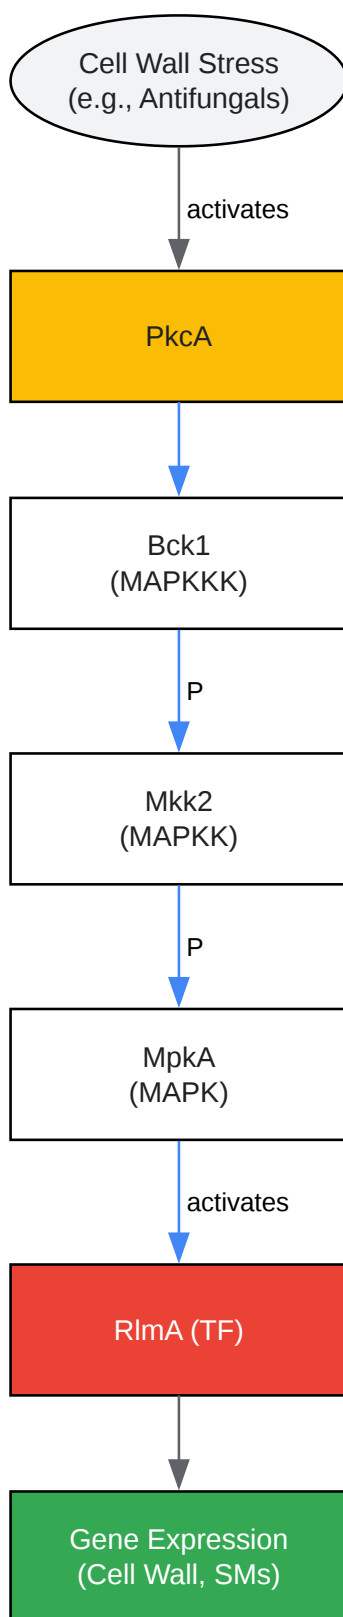 Cell Wall Stress
(e.g., Antifungals)
activates
PkcA
Bck1
(MAPKKK)
P
Mkk2
(MAPKK)
P
MpkA
(MAPK)
activates
RlmA (TF)
Gene Expression
(Cell Wall, SMs)